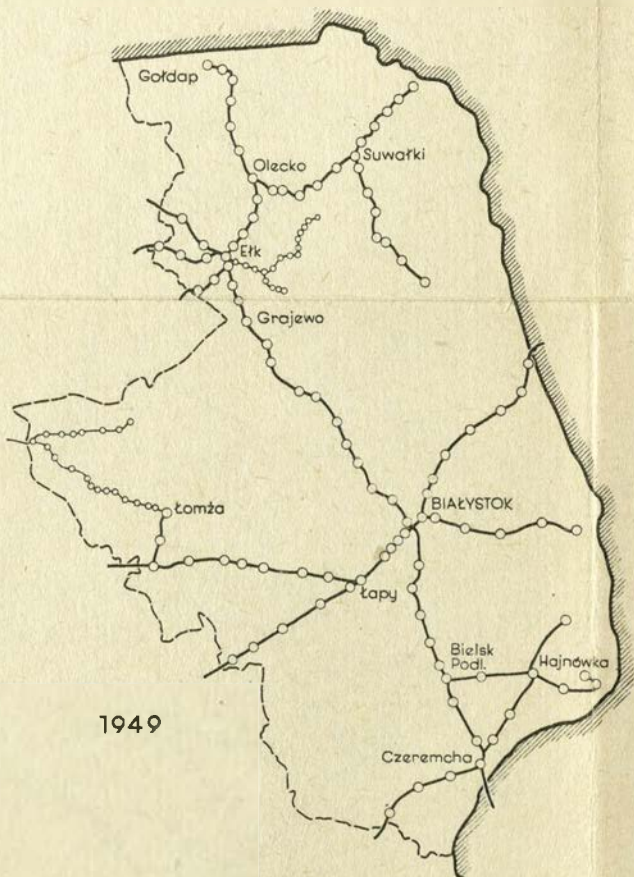 Gołdap
Olecko
Suwałki
Ełk
Grajewo
Łomża
BIAŁYSTOK
Łapy
Bielsk
Podl.
Hajnówka
1949
Czeremcha